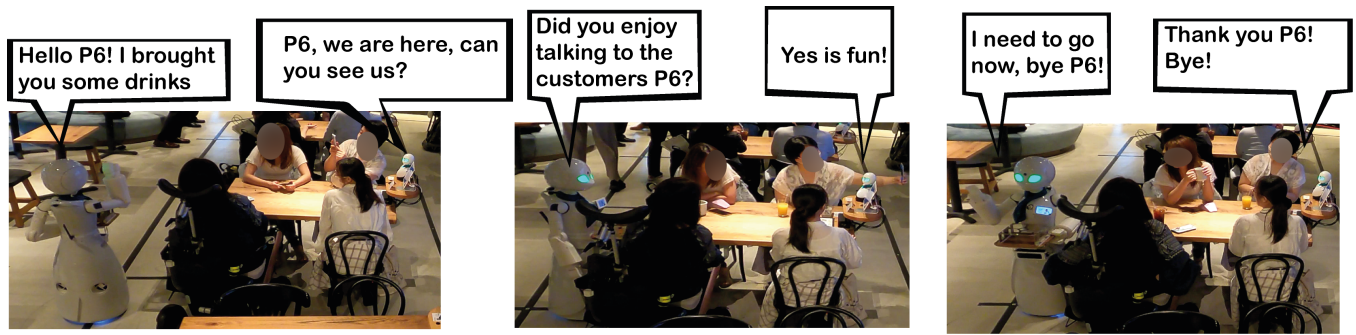 Hello P6! I brought
you some drinks
P6, we are here, can
you see us?
Did you enjoy
talking to the
customers P6?
Yes is fun!
I need to go
now, bye P6!
Thank you P6!
Bye!